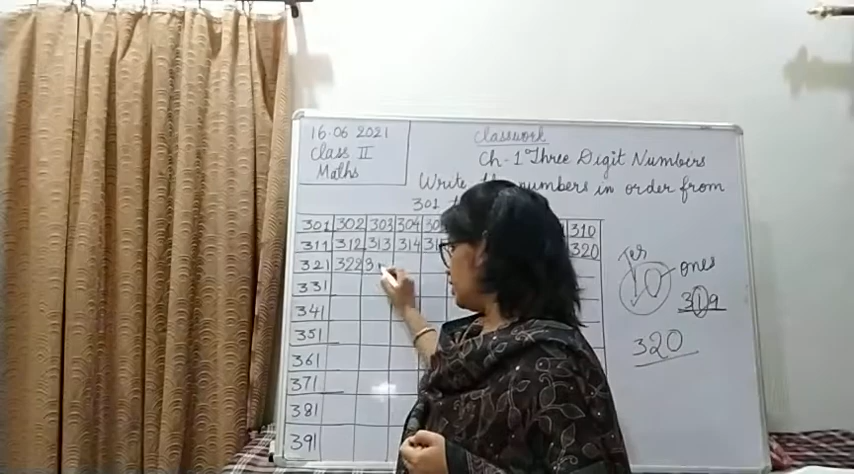 16.06 2021
Class II
Maths
Classwork
Ch-1 Three Digit Numbers
Write numbers in order from
301
301 302 303 304 310
311 312 313 314 320
321 322 3
331
341
351
361
371
381
391
10 ones
319
320